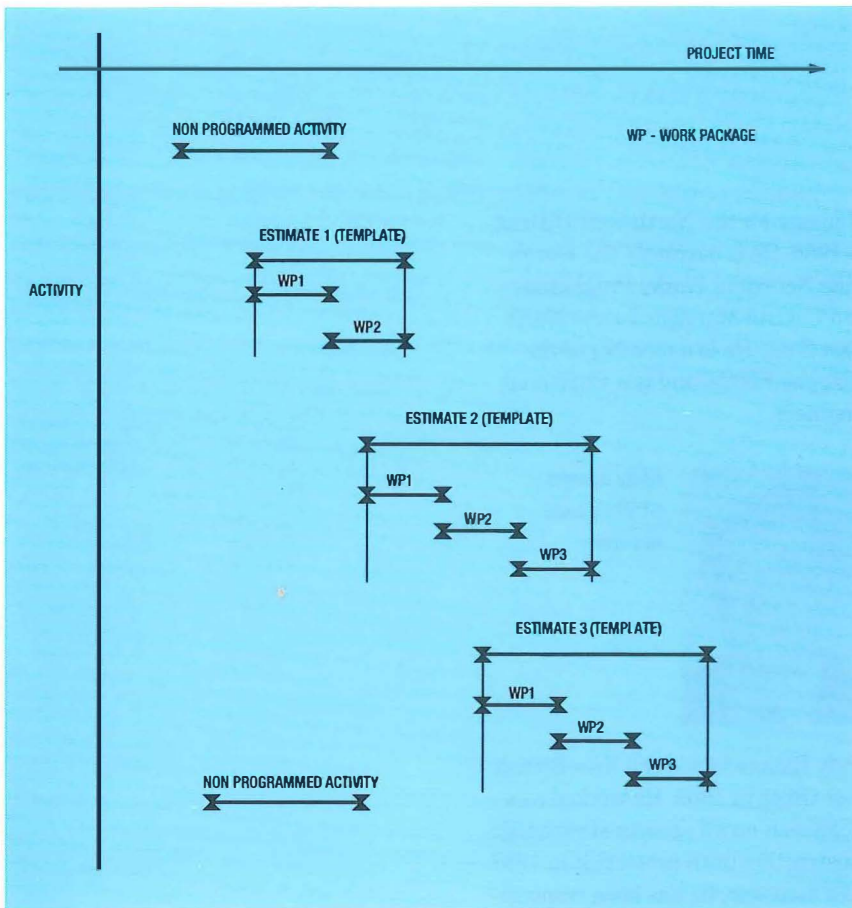 PROJECT TIME
NON PROGRAMMED ACTIVITY
WP - WORK PACKAGE
ESTIMATE 1 (TEMPLATE)
ACTIVITY
WP1
WP2
ESTIMATE 2 (TEMPLATE)
WP1
WP2
WP3
ESTIMATE 3 (TEMPLATE)
WP1
WP2
WP3
NON PROGRAMMED ACTIVITY